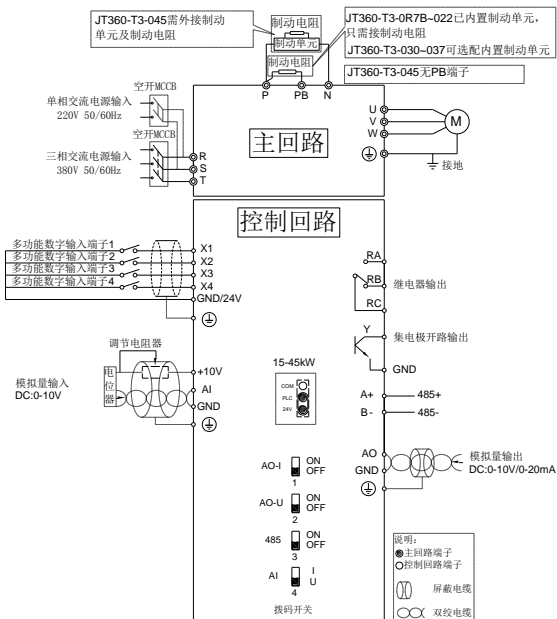 JT360-T3-045需外接制动
单元及制动电阻
制动电阻
制动单元
制动电阻
JT360-T3-0R7B~022已内置制动单元,
只需接制动电阻
JT360-T3-030~037可选配内置制动单元
JT360-T3-045无PB端子
P PB N
空开MCCB
单相交流电源输入
220V 50/60Hz
空开MCCB
三相交流电源输入
380V 50/60Hz
R
S
T
主回路
U
V
W
M
接地
控制回路
多功能数字输入端子1
多功能数字输入端子2
多功能数字输入端子3
多功能数字输入端子4
X1
X2
X3
X4
GND/24V
RA
RB
RC
继电器输出
Y
集电极开路输出
GND
调节电阻器
电位器
模拟量输入
DC:0-10V
+10V
AI
GND
15-45kW
COM
PLC
24V
A+ 485+
B- 485-
AO
GND
模拟量输出
DC:0-10V/0-20mA
AO-I ON
OFF
1
AO-U ON
OFF
2
485 ON
OFF
3
AI I
U
4
拨码开关
说明:
主回路端子
控制回路端子
屏蔽电缆
双绞电缆